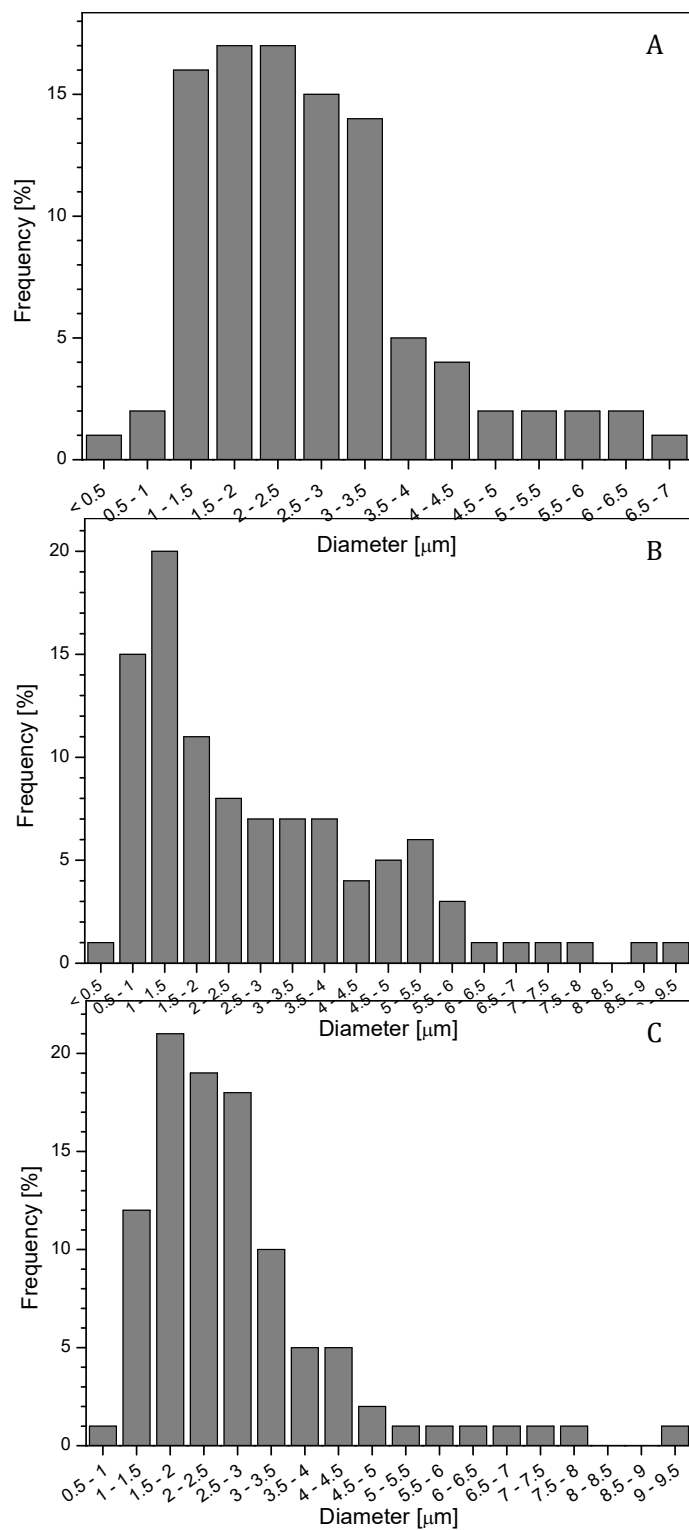 A
15
10
5
0
Frequency [%]
< 0.5
0.5 - 1
1 - 1.5
1.5 - 2
2 - 2.5
2.5 - 3
3 - 3.5
3.5 - 4
4 - 4.5
4.5 - 5
5 - 5.5
5.5 - 6
6 - 6.5
6.5 - 7
Diameter [μm]
B
20
15
10
5
0
Frequency [%]
< 0.5
0.5 - 1
1 - 1.5
1.5 - 2
2 - 2.5
2.5 - 3
3 - 3.5
3.5 - 4
4 - 4.5
4.5 - 5
5 - 5.5
5.5 - 6
6 - 6.5
6.5 - 7
7 - 7.5
7.5 - 8
8 - 8.5
8.5 - 9
- 9.5
Diameter [μm]
C
20
15
10
5
0
Frequency [%]
0.5 - 1
1 - 1.5
1.5 - 2
2 - 2.5
2.5 - 3
3 - 3.5
3.5 - 4
4 - 4.5
4.5 - 5
5 - 5.5
5.5 - 6
6 - 6.5
6.5 - 7
7 - 7.5
7.5 - 8
8 - 8.5
8.5 - 9
9 - 9.5
Diameter [μm]